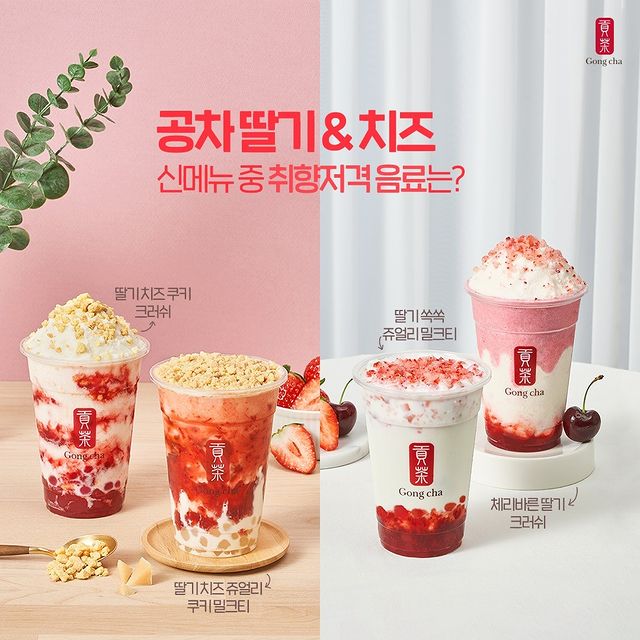 貢茶
Gong cha
공차 딸기 & 치즈
신메뉴 중 취향저격 음료는?
딸기 치즈 쿠키
크러쉬
딸기 쏙쏙
쥬얼리 밀크티
貢茶
Gong cha
貢茶
Gong cha
貢茶
Gong cha
貢茶
Gong cha
체리바른 딸기
크러쉬
딸기 치즈 쥬얼리
쿠키 밀크티